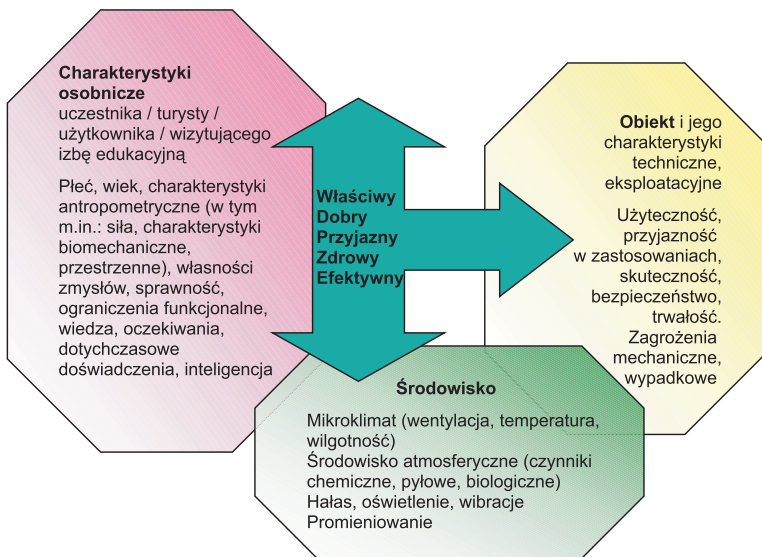 Charakterystyki
osobnicze
uczestnika / turysty /
użytkownika / wizytującego
izbę edukacyjną
Płeć, wiek, charakterystyki
antropometryczne (w tym
m.in.: siła, charakterystyki
biomechaniczne,
przestrzenne), własności
zmysłów, sprawność,
ograniczenia funkcjonalne,
wiedza, oczekiwania,
dotychczasowe
doświadczenia, inteligencja
Właściwy
Dobry
Przyjazny
Zdrowy
Efektywny
Obiekt i jego
charakterystyki
techniczne,
eksploatacyjne
Użyteczność,
przyjazność
w zastosowaniach,
skuteczność,
bezpieczeństwo,
trwałość.
Zagrożenia
mechaniczne,
wypadkowe
Środowisko
Mikroklimat (wentylacja, temperatura,
wilgotność)
Środowisko atmosferyczne (czynniki
chemiczne, pyłowe, biologiczne)
Hałas, oświetlenie, wibracje
Promieniowanie